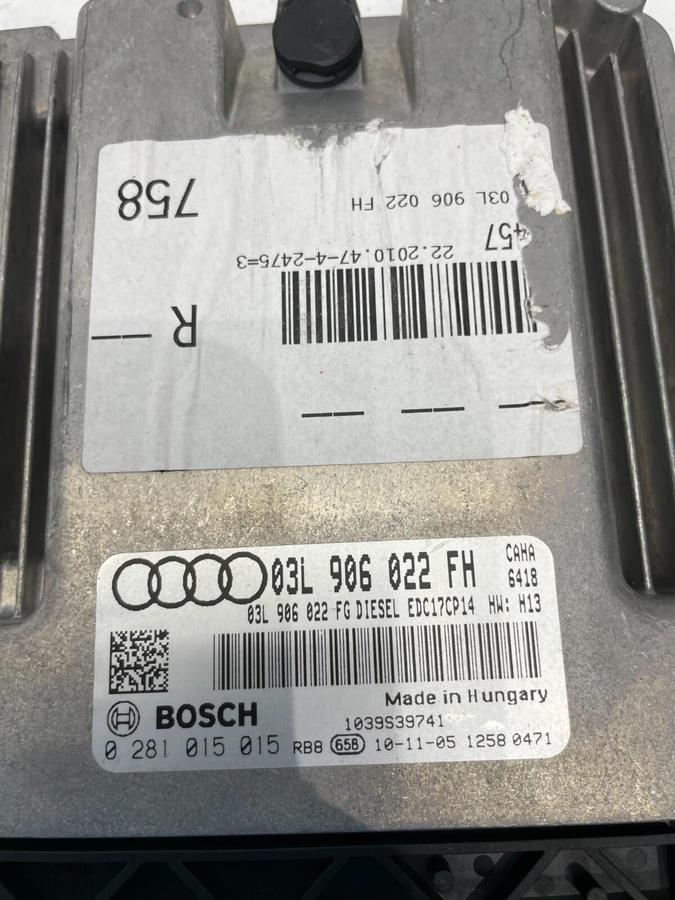 758
03L 906 022 FH
457
22.2010.47-4-2475=3
R
03L 906 022 FH
CAHA
6418
03L 906 022 FG DIESEL EDC17CP14 HW: H13
Made in Hungary
BOSCH
1039S39741
0 281 015 015 RB8 658 10-11-05 1258 0471